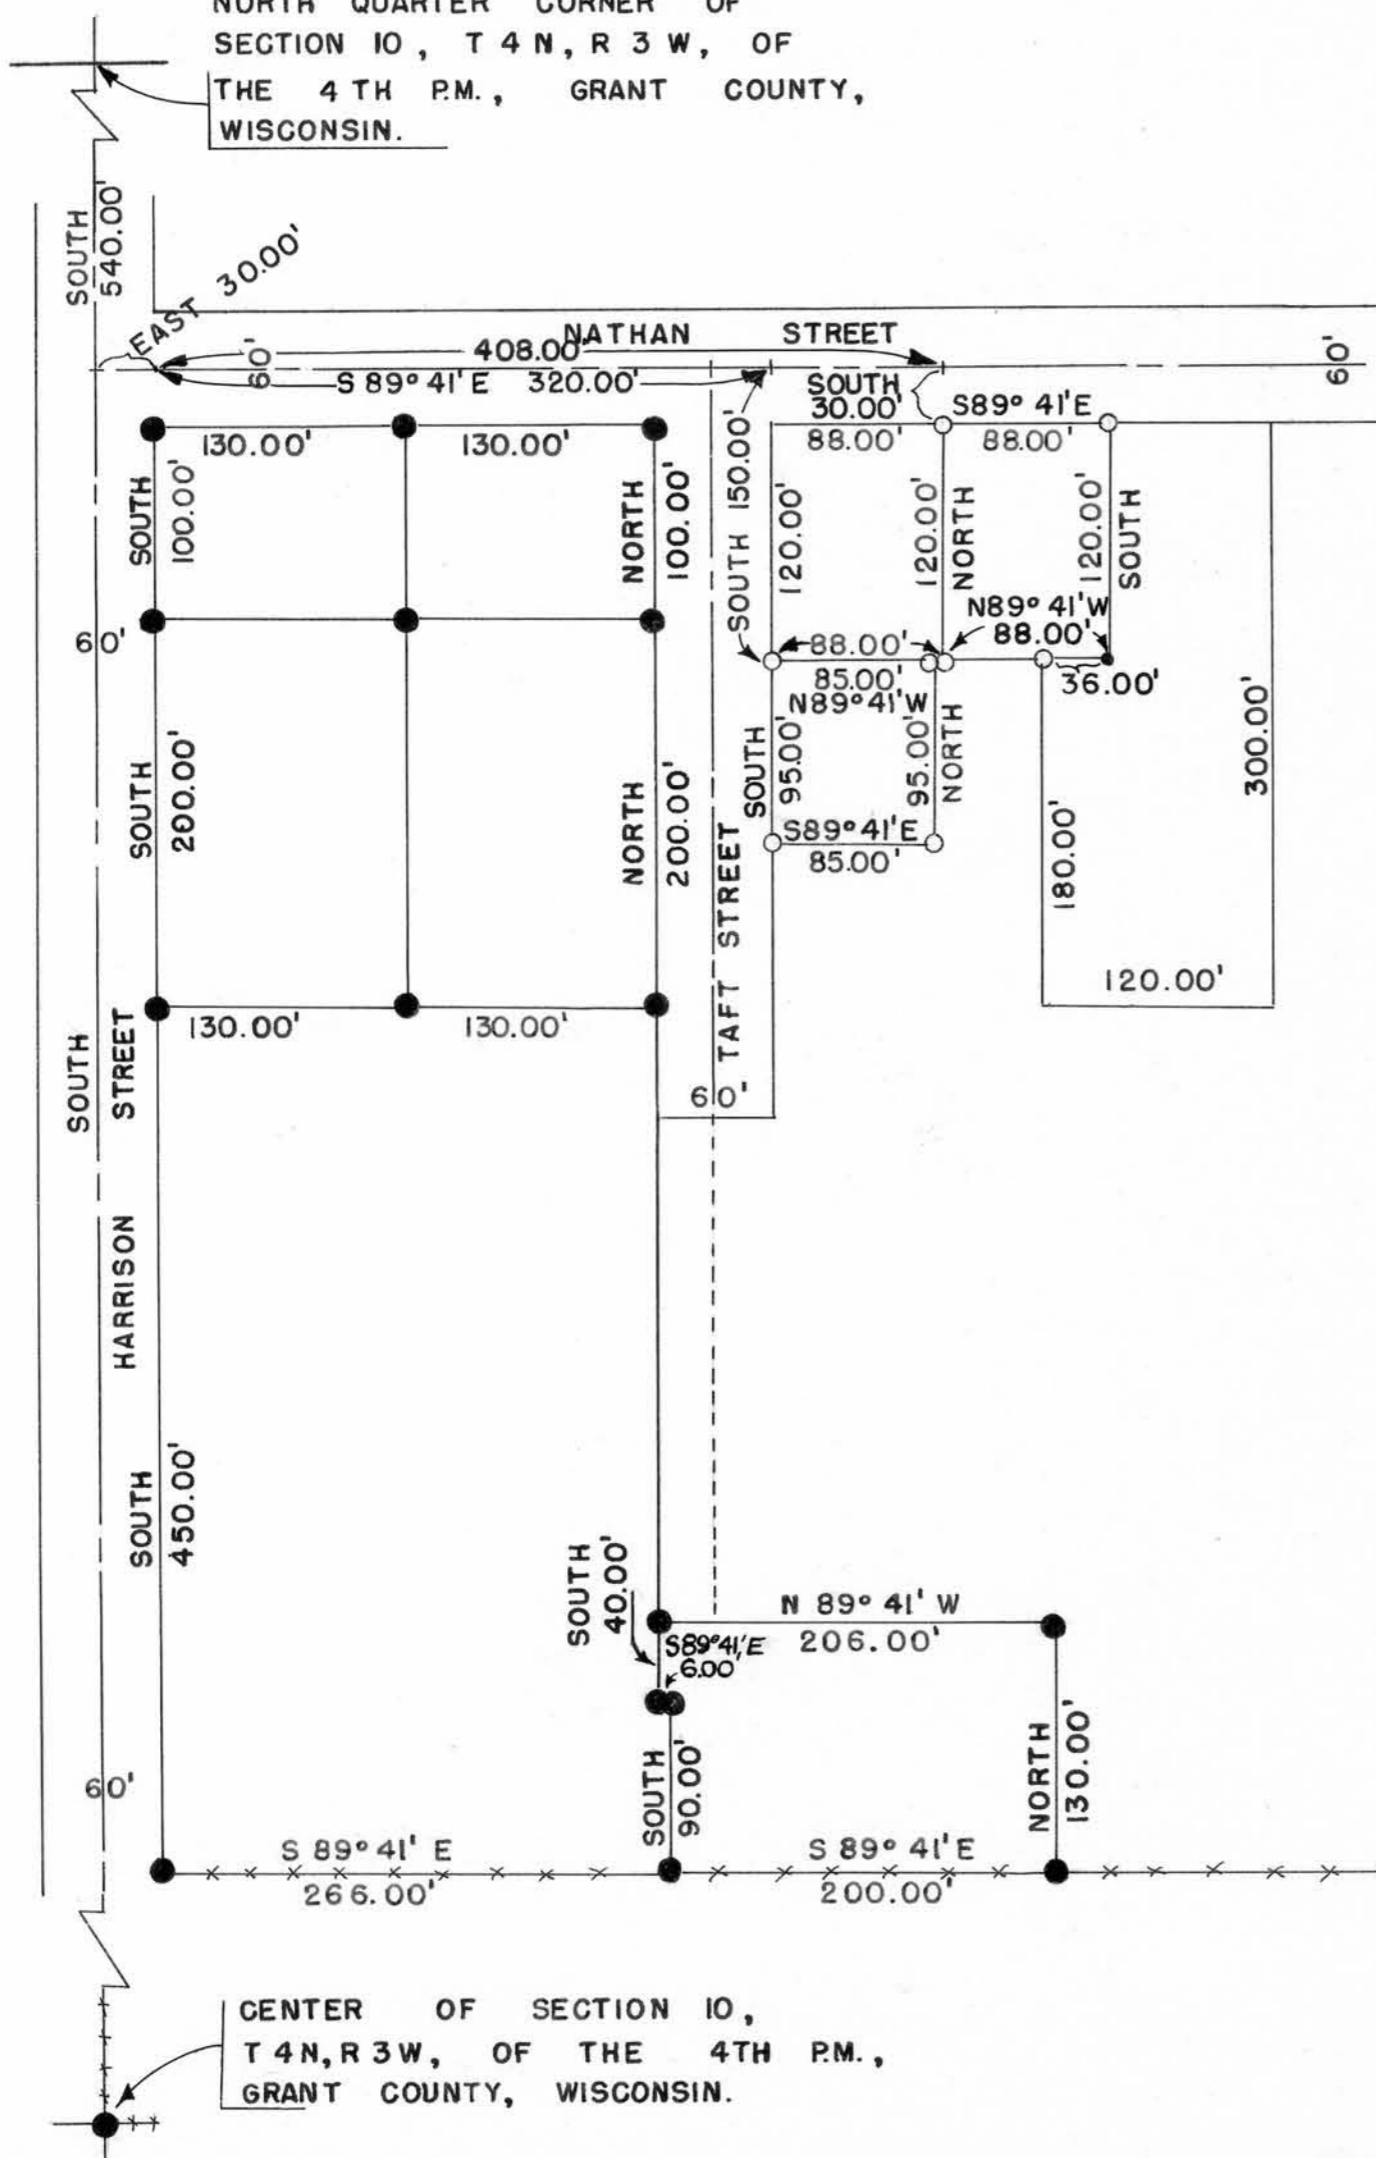 NORTH QUARTER CORNER OF
SECTION 10, T 4 N, R 3 W, OF
THE 4 TH P.M., GRANT COUNTY,
WISCONSIN.
SOUTH
540.00'
EAST 30.00'
NATHAN STREET
408.00'
60'
60'
S 89° 41' E 320.00'
SOUTH
30.00'
S89° 41'E
130.00'
130.00'
88.00'
88.00'
SOUTH
100.00'
NORTH
100.00'
SOUTH 150.00'
120.00'
120.00'
NORTH
120.00'
SOUTH
N89° 41'W
88.00'
60'
88.00'
85.00'
N89°41'W
36.00'
SOUTH
200.00'
NORTH
200.00'
SOUTH
95.00'
95.00'
NORTH
300.00'
S89°41'E
85.00'
180.00'
TAFT STREET
120.00'
130.00'
130.00'
60'
SOUTH
HARRISON STREET
SOUTH
450.00'
SOUTH
40.00'
N 89° 41' W
206.00'
S89°41'E
6.00'
60'
SOUTH
90.00'
NORTH
130.00'
S 89° 41' E
266.00'
S 89° 41' E
200.00'
CENTER OF SECTION 10,
T 4N, R 3W, OF THE 4TH P.M.,
GRANT COUNTY, WISCONSIN.